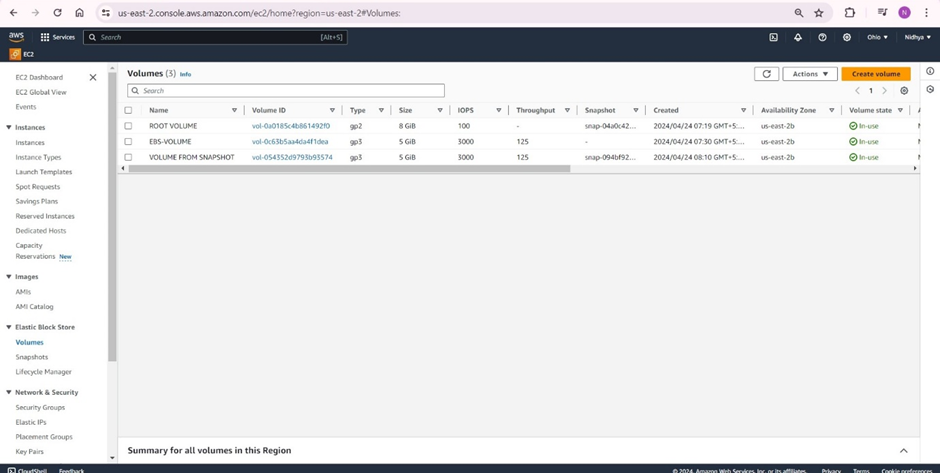 us-east-2.console.aws.amazon.com/ec2/home?region=us-east-2#Volumes:
N
aws
Services
Search
[Alt+S]
Ohio
Nidhya
EC2
EC2 Dashboard
EC2 Global View
Events
Instances
Instances
Instance Types
Launch Templates
Spot Requests
Savings Plans
Reserved Instances
Dedicated Hosts
Capacity
Reservations New
Images
AMIs
AMI Catalog
Elastic Block Store
Volumes
Snapshots
Lifecycle Manager
Network & Security
Security Groups
Elastic IPs
Placement Groups
Key Pairs
Volumes (3) Info
Actions
Create volume
Search
1
Name Volume ID Type Size IOPS Throughput Snapshot Created Availability Zone Volume state
ROOT VOLUME vol-0a0185c4b861492f0 gp2 8 GiB 100 - snap-04a0c42... 2024/04/24 07:19 GMT+5:... us-east-2b In-use
EBS-VOLUME vol-0c63b5aa4da4f1dea gp3 5 GiB 3000 125 - 2024/04/24 07:30 GMT+5:... us-east-2b In-use
VOLUME FROM SNAPSHOT vol-054352d9793b93574 gp3 5 GiB 3000 125 snap-094bf92... 2024/04/24 08:10 GMT+5:... us-east-2b In-use
Summary for all volumes in this Region
CloudShell Feedback © 2024, Amazon Web Services, Inc. or its affiliates. Privacy Terms Cookie preferences